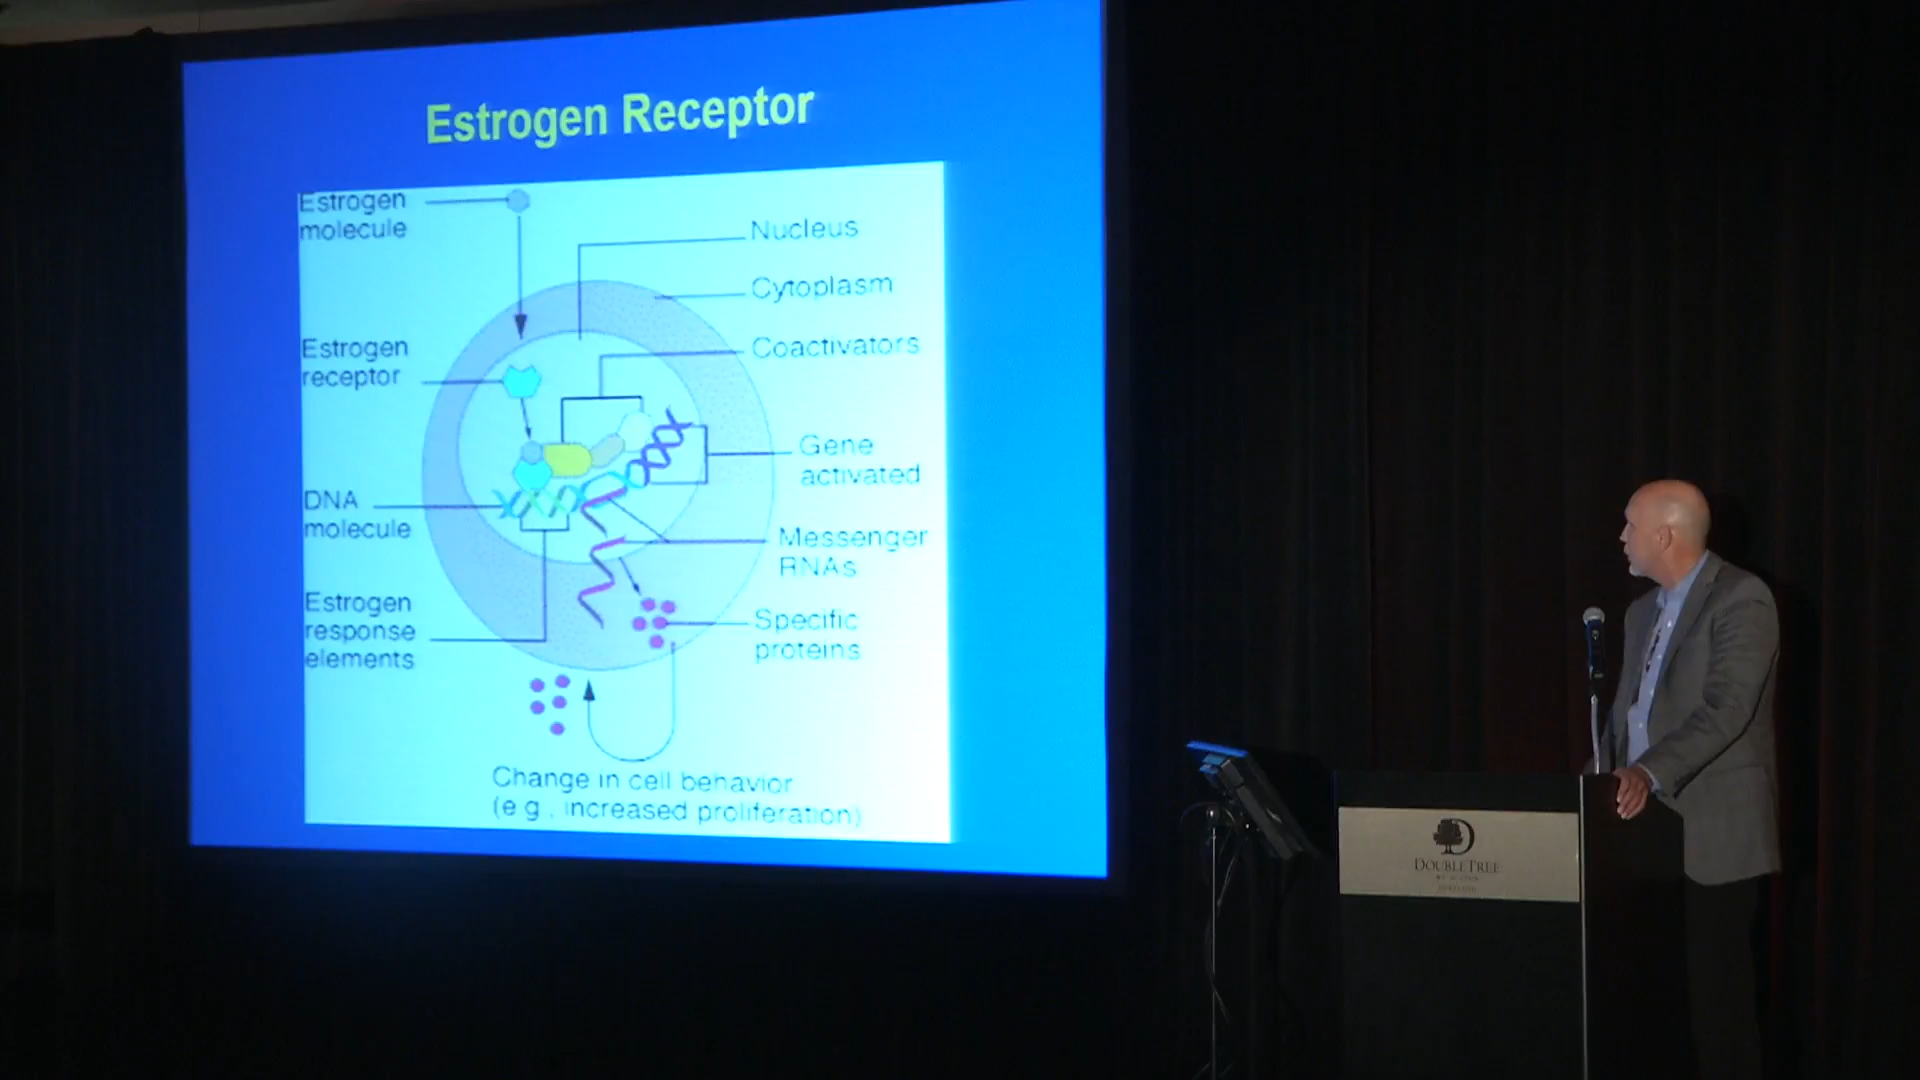 Estrogen Receptor
Estrogen
molecule
Nucleus
Cytoplasm
Coactivators
Estrogen
receptor
Gene
activated
DNA
molecule
Messenger
RNAs
Estrogen
response
elements
Specific
proteins
Change in cell behavior
(e g , increased proliferation)
D
DOUBLETREE